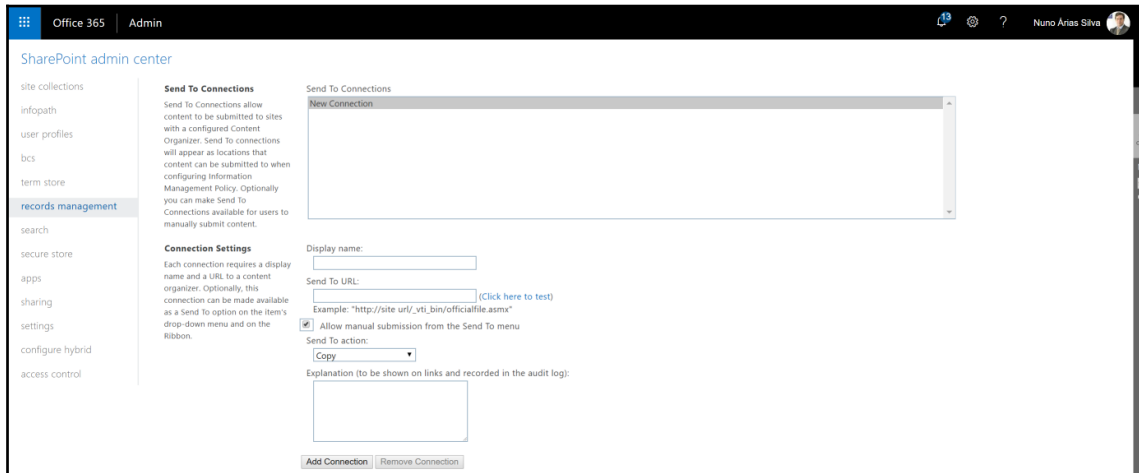 Office 365
Admin
13
?
Nuno Árias Silva
SharePoint admin center
site collections
infopath
user profiles
bcs
term store
records management
search
secure store
apps
sharing
settings
configure hybrid
access control
Send To Connections
Send To Connections allow
content to be submitted to sites
with a configured Content
Organizer. Send To connections
will appear as locations that
content can be submitted to when
configuring Information
Management Policy. Optionally
you can make Send To
Connections available for users to
manually submit content.
Send To Connections
New Connection
Connection Settings
Each connection requires a display
name and a URL to a content
organizer. Optionally, this
connection can be made available
as a Send To option on the item's
drop-down menu and on the
Ribbon.
Display name:
Send To URL:
(Click here to test)
Example: "http://site url/_vti_bin/officialfile.asmx"
Allow manual submission from the Send To menu
Send To action:
Copy
Explanation (to be shown on links and recorded in the audit log):
Add Connection
Remove Connection